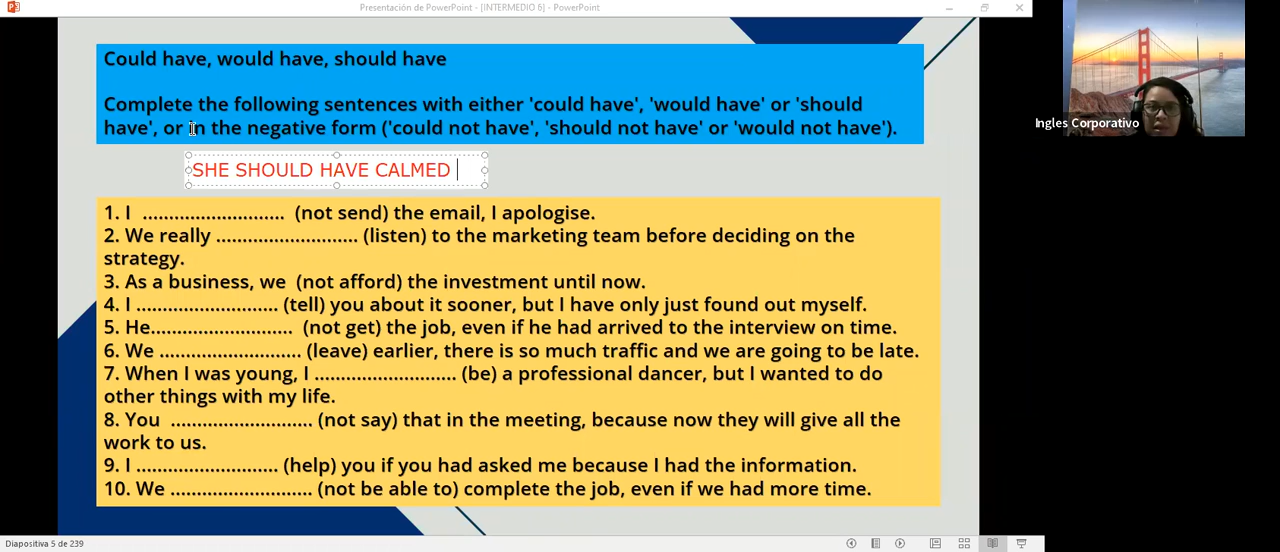 Presentación de PowerPoint - [INTERMEDIO 6] - PowerPoint
Could have, would have, should have
Complete the following sentences with either 'could have', 'would have' or 'should
have', or in the negative form ('could not have', 'should not have' or 'would not have').
SHE SHOULD HAVE CALMED
1. I ........................... (not send) the email, I apologise.
2. We really ........................... (listen) to the marketing team before deciding on the
strategy.
3. As a business, we (not afford) the investment until now.
4. I ........................... (tell) you about it sooner, but I have only just found out myself.
5. He........................... (not get) the job, even if he had arrived to the interview on time.
6. We ........................... (leave) earlier, there is so much traffic and we are going to be late.
7. When I was young, I ........................... (be) a professional dancer, but I wanted to do
other things with my life.
8. You ........................... (not say) that in the meeting, because now they will give all the
work to us.
9. I ........................... (help) you if you had asked me because I had the information.
10. We ........................... (not be able to) complete the job, even if we had more time.
Diapositiva 5 de 239
Ingles Corporativo